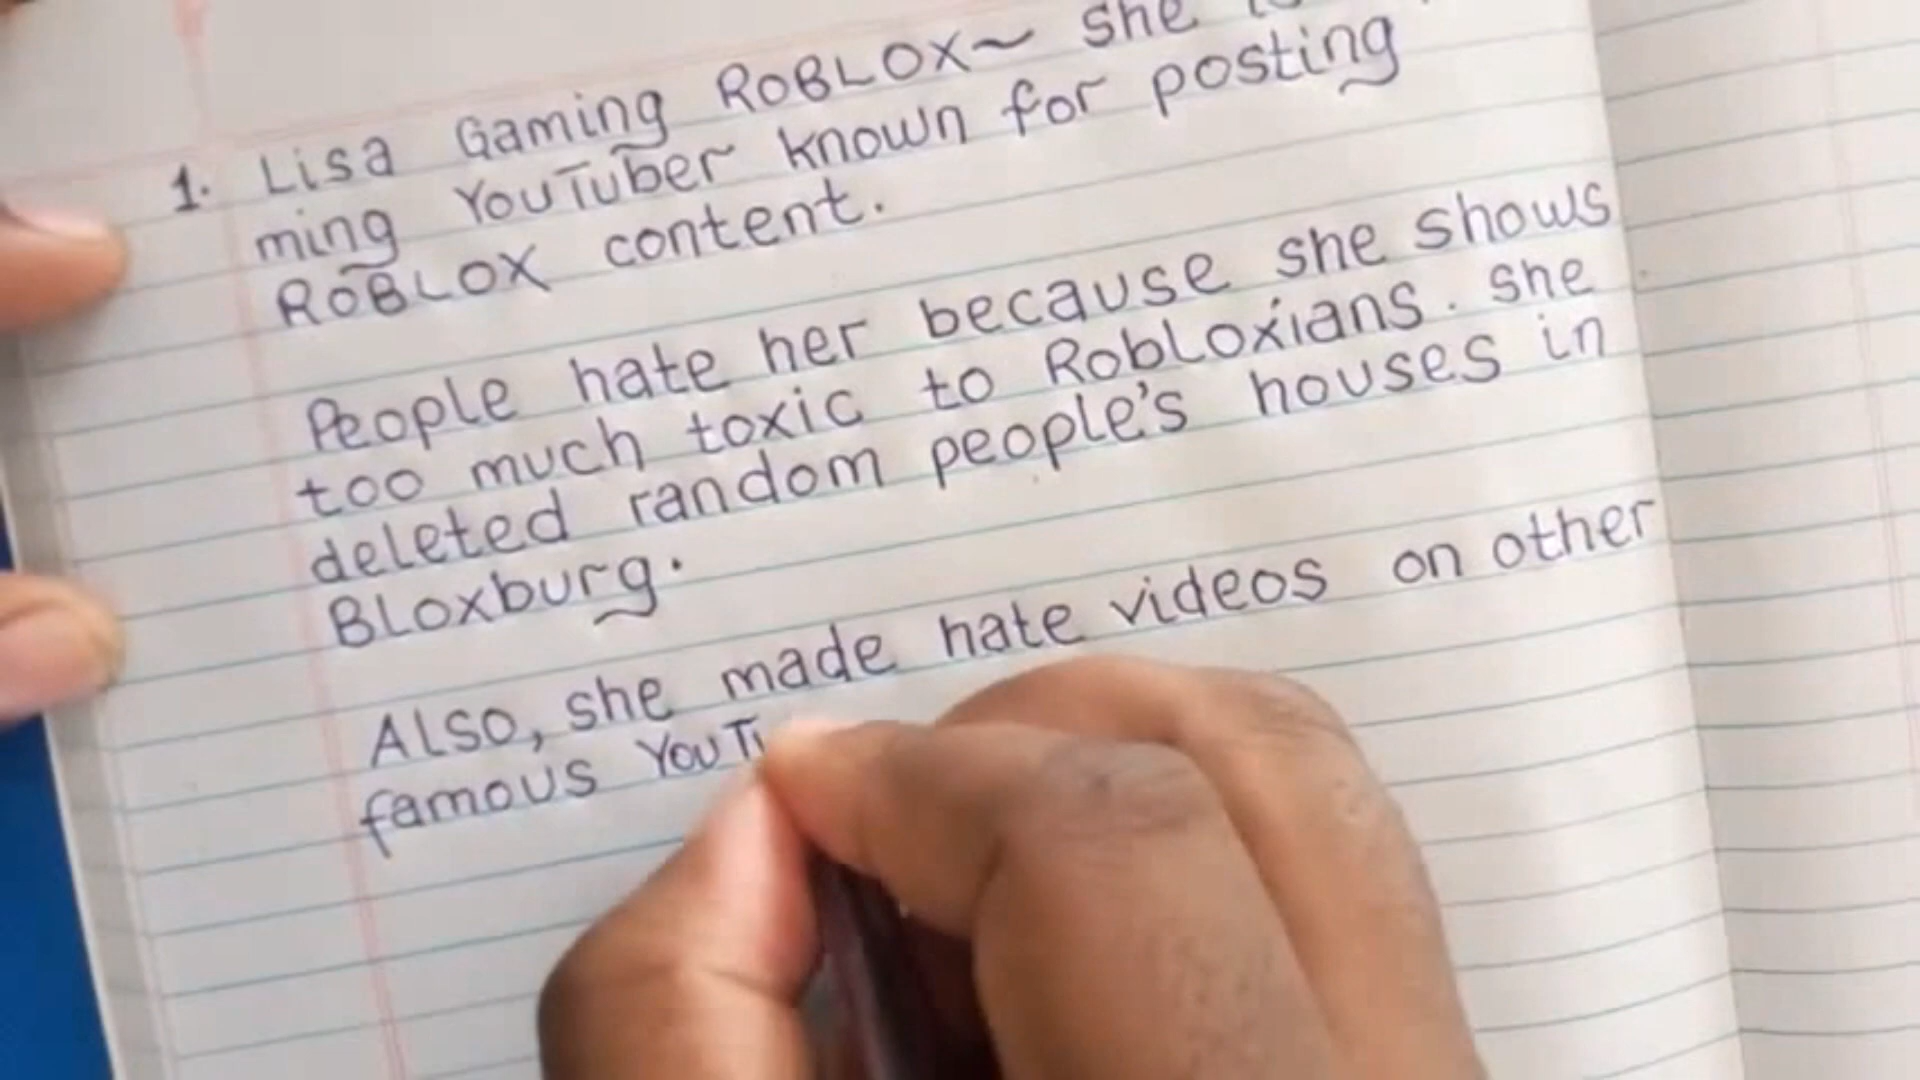 1. Lisa Gaming ROBLOX~ she
ming YouTuber known for posting
ROBLOX content.
People hate her because she shows
too much toxic to Robloxians. She
deleted random people's houses in
Bloxburg.
Also, she made hate videos on other
famous YouTu